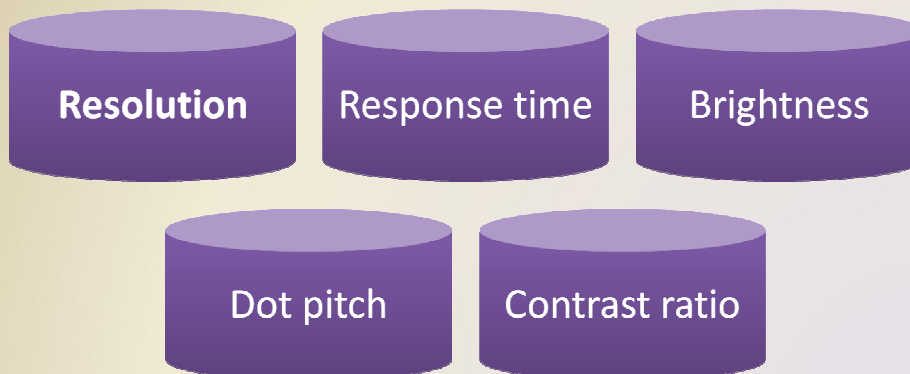 Resolution
Response time
Brightness
Dot pitch
Contrast ratio